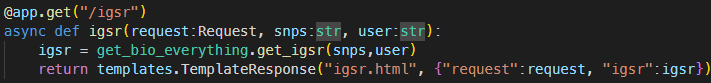 @app.get("/igsr")
async def igsr(request:Request, snps:str, user:str):
    igsr = get_bio_everything.get_igsr(snps,user)
    return templates.TemplateResponse("igsr.html", {"request":request, "igsr":igsr})